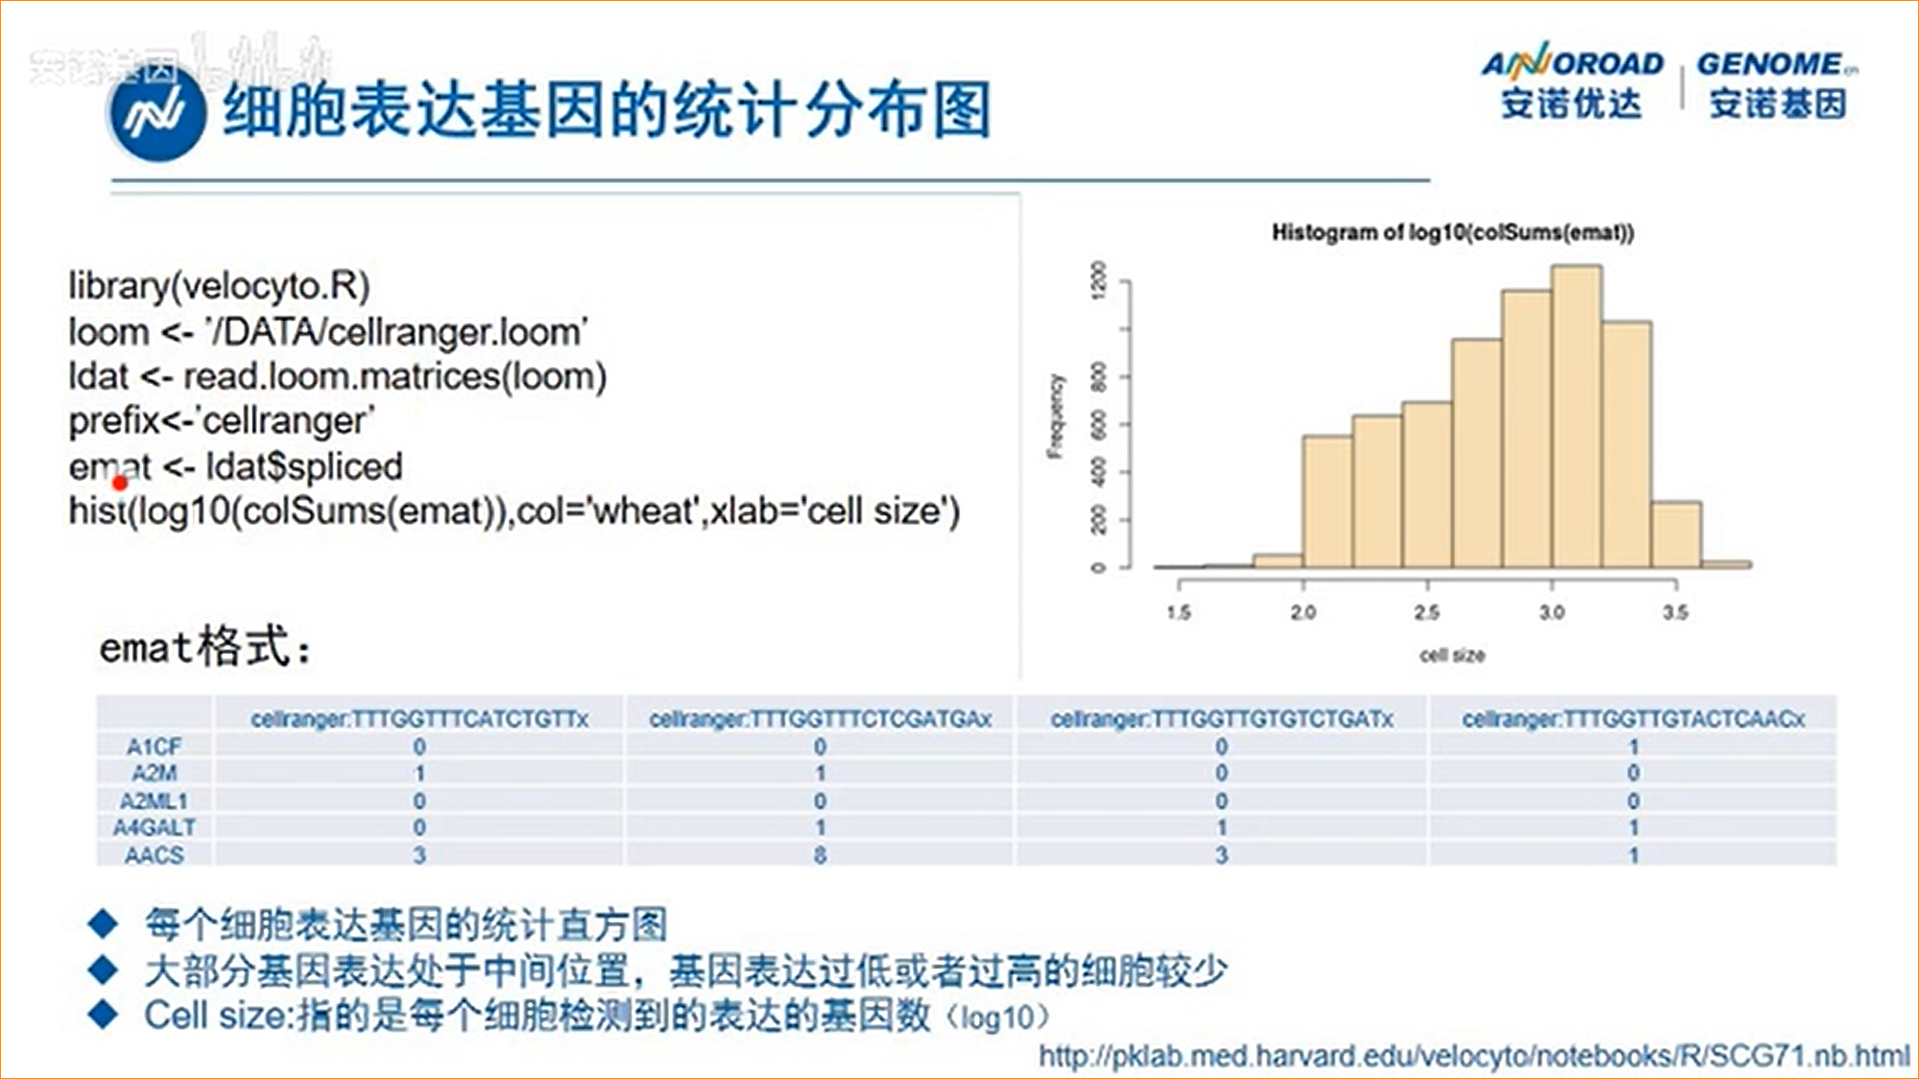 安诺基因
细胞表达基因的统计分布图
ANNOROAD GENOME.cn
安诺优达 安诺基因
library(velocyto.R)
loom <- '/DATA/cellranger.loom'
ldat <- read.loom.matrices(loom)
prefix<-'cellranger'
emat <- ldat$spliced
hist(log10(colSums(emat)),col='wheat',xlab='cell size')
Histogram of log10(colSums(emat))
Frequency
1200
800
600
400
200
0
1.5 2.0 2.5 3.0 3.5
cell size
emat格式：
cellranger:TTTGGTTTCATCTGTTx cellranger:TTTGGTTTCTCGATGAx cellranger:TTTGGTTGTGTCTGATx cellranger:TTTGGTTGTACTCAACx
A1CF 0 0 0 1
A2M 1 1 0 0
A2ML1 0 0 0 0
A4GALT 0 1 1 1
AACS 3 8 3 1
每个细胞表达基因的统计直方图
大部分基因表达处于中间位置，基因表达过低或者过高的细胞较少
Cell size:指的是每个细胞检测到的表达的基因数（log10）
http://pklab.med.harvard.edu/velocyto/notebooks/R/SCG71.nb.html